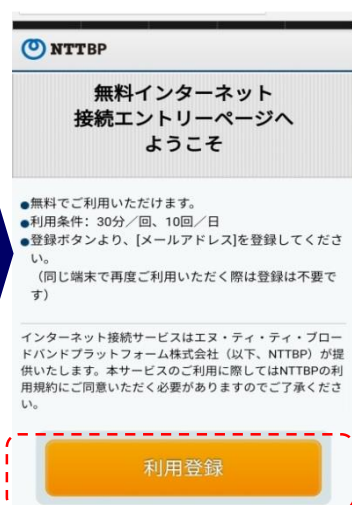 NTTBP
無料インターネット
接続エントリーページへ
ようこそ
●無料でご利用いただけます。
●利用条件：30分／回、10回／日
●登録ボタンより、[メールアドレス]を登録してくださ
い。
（同じ端末で再度ご利用いただく際は登録は不要で
す）
インターネット接続サービスはエヌ・ティ・ティ・ブロー
ドバンドプラットフォーム株式会社（以下、NTTBP）が提
供いたします。本サービスのご利用に際してはNTTBPの利
用規約にご同意いただく必要がありますのでご了承くださ
い。
利用登録